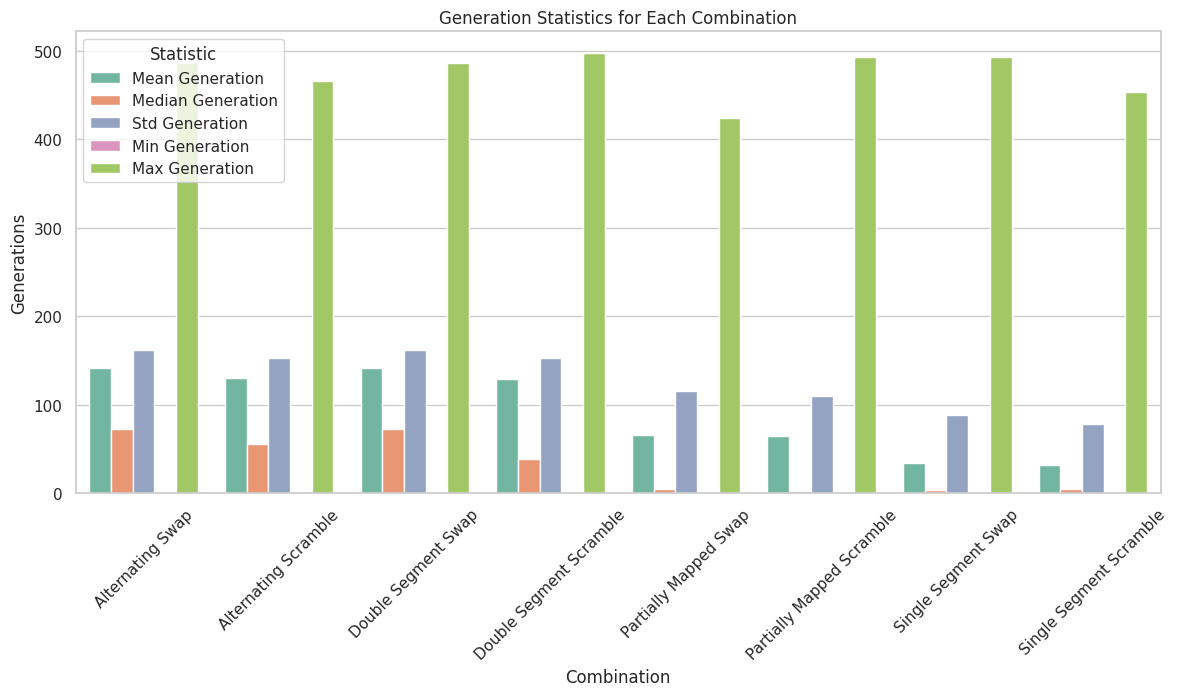 Generation Statistics for Each Combination
Statistic
Mean Generation
Median Generation
Std Generation
Min Generation
Max Generation
Generations
500
400
300
200
100
0
Alternating Swap
Alternating Scramble
Double Segment Swap
Double Segment Scramble
Partially Mapped Swap
Partially Mapped Scramble
Single Segment Swap
Single Segment Scramble
Combination